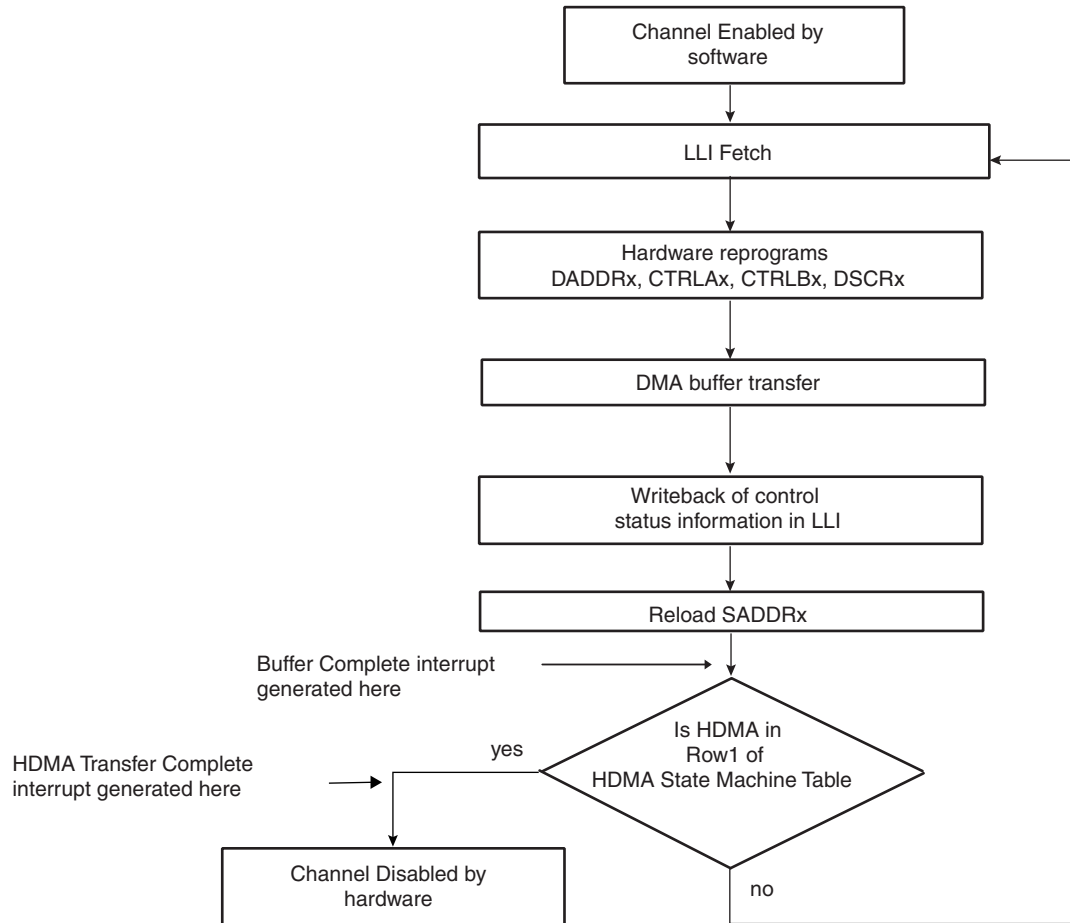 Channel Enabled by
software
LLI Fetch
Hardware reprograms
DADDRx, CTRLAx, CTRLBx, DSCRx
DMA buffer transfer
Writeback of control
status information in LLI
Reload SADDRx
Buffer Complete interrupt
generated here
Is HDMA in
Row1 of
HDMA State Machine Table
yes
HDMA Transfer Complete
interrupt generated here
Channel Disabled by
hardware
no